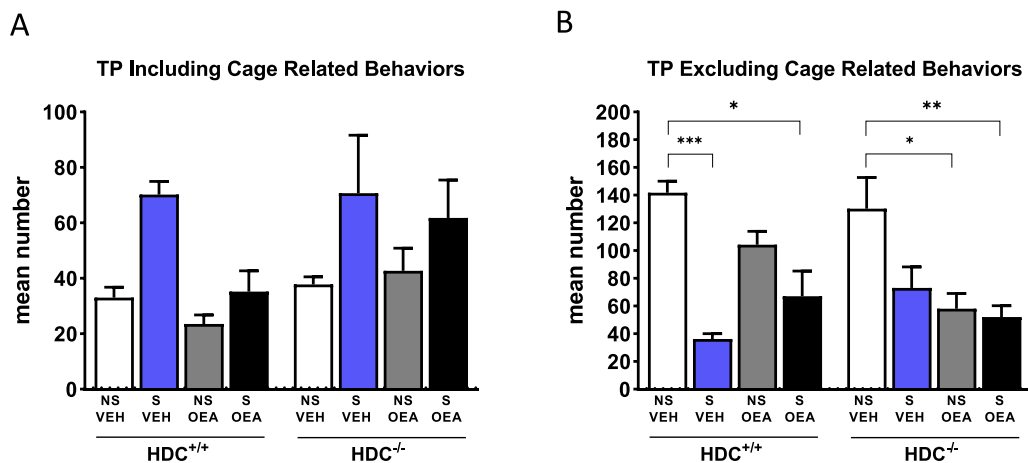 A
TP Including Cage Related Behaviors
mean number
100
80
60
40
20
0
NS S NS S NS S NS S
VEH VEH OEA OEA VEH VEH OEA OEA
HDC+/+ HDC-/-
B
TP Excluding Cage Related Behaviors
mean number
200
180
160
140
120
100
80
60
40
20
0
* **
*** *
NS S NS S NS S NS S
VEH VEH OEA OEA VEH VEH OEA OEA
HDC+/+ HDC-/-